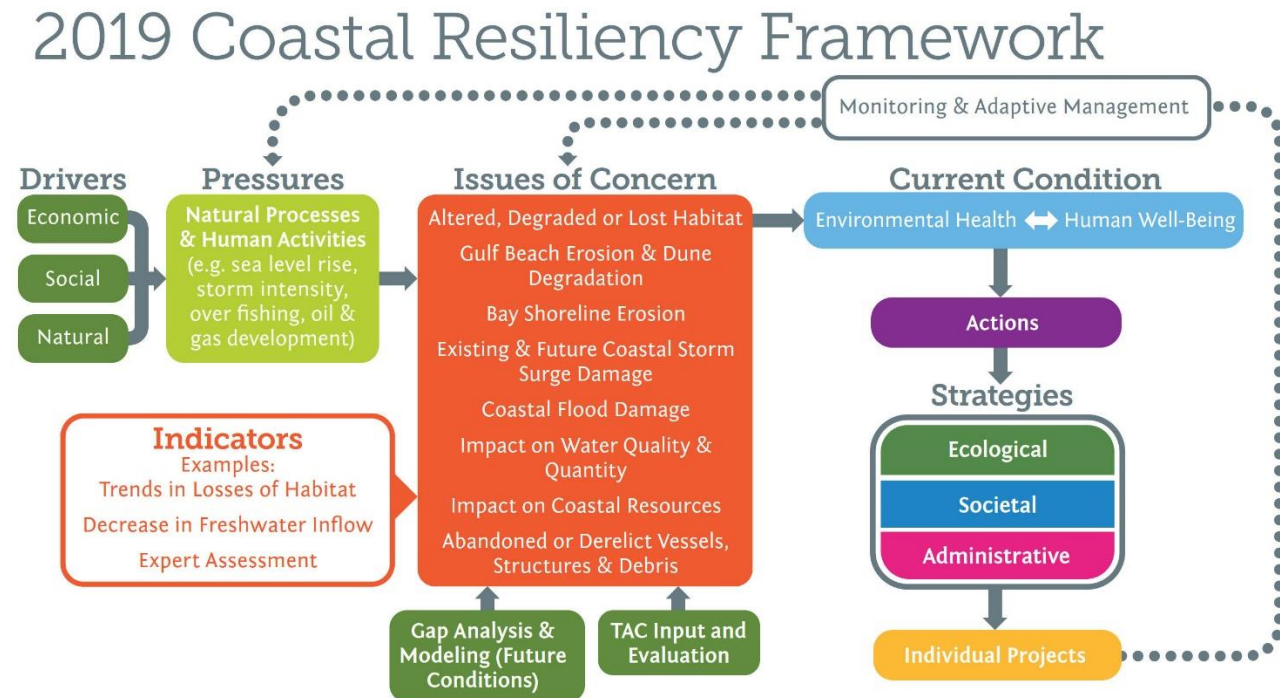 2019 Coastal Resiliency Framework
Monitoring & Adaptive Management
Drivers
Economic
Social
Natural
Pressures
Natural Processes
& Human Activities
(e.g. sea level rise,
storm intensity,
over fishing, oil &
gas development)
Issues of Concern
Altered, Degraded or Lost Habitat
Gulf Beach Erosion & Dune
Degradation
Bay Shoreline Erosion
Existing & Future Coastal Storm
Surge Damage
Coastal Flood Damage
Impact on Water Quality &
Quantity
Impact on Coastal Resources
Abandoned or Derelict Vessels,
Structures & Debris
Indicators
Examples:
Trends in Losses of Habitat
Decrease in Freshwater Inflow
Expert Assessment
Gap Analysis &
Modeling (Future
Conditions)
TAC Input and
Evaluation
Current Condition
Environmental Health
Human Well-Being
Actions
Strategies
Ecological
Societal
Administrative
Individual Projects